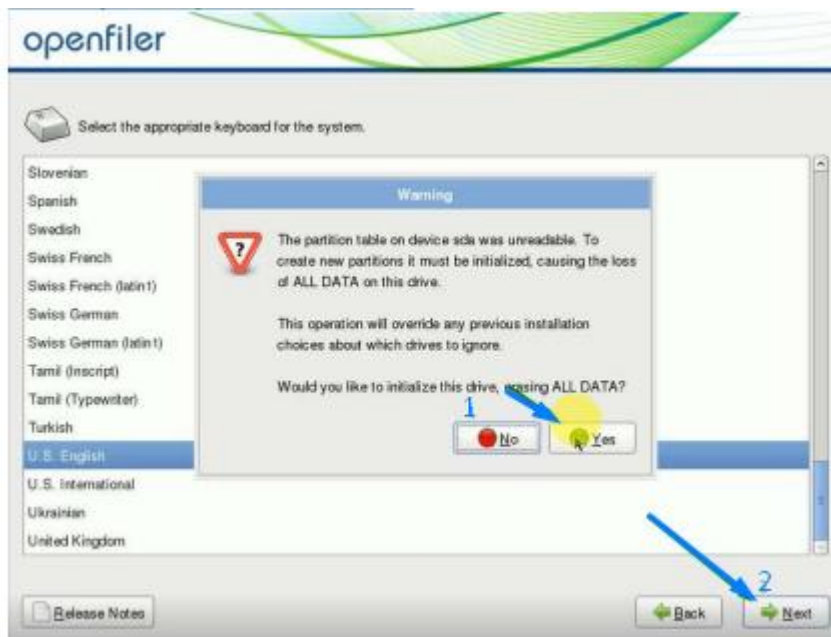 openfiler
Select the appropriate keyboard for the system.
Slovenian
Spanish
Swedish
Swiss French
Swiss French (latin1)
Swiss German
Swiss German (latin1)
Tamil (Inscript)
Tamil (Typewriter)
Turkish
U.S. English
U.S. International
Ukrainian
United Kingdom
Warning
The partition table on device sda was unreadable. To
create new partitions it must be initialized, causing the loss
of ALL DATA on this drive.
This operation will override any previous installation
choices about which drives to ignore.
Would you like to initialize this drive, erasing ALL DATA?
1
No
Yes
2
Release Notes
Back
Next